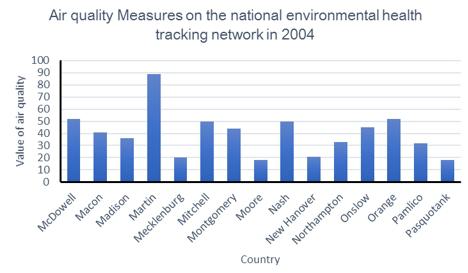 Air quality Measures on the national environmental health
tracking network in 2004
Value of air quality
100
90
80
70
60
50
40
30
20
10
0
McDowell
Macon
Madison
Martin
Mecklenburg
Mitchell
Montgomery
Moore
Nash
New Hanover
Northampton
Onslow
Orange
Pamlico
Pasquotank
Country